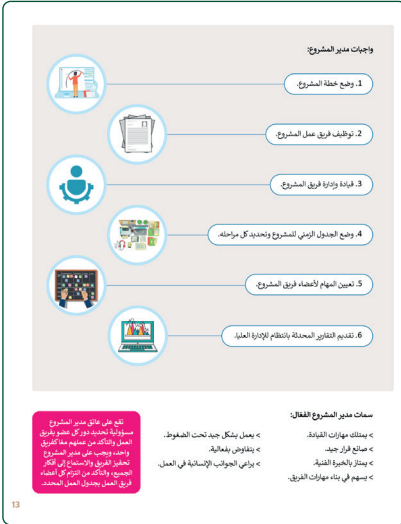 واجبات مدير المشروع:
1. وضع خطة المشروع.
2. توظيف فريق عمل المشروع.
3. قيادة وإدارة فريق المشروع.
4. وضع الجدول الزمني للمشروع وتحديد كل مراحله.
5. تعيين المهام لأعضاء فريق المشروع.
6. تقديم التقارير المحدثة بانتظام للإدارة العليا.
سمات مدير المشروع الفعّال:
> يمتلك مهارات القيادة.
> صانع قرار جيد.
> يمتاز بالخبرة الفنية.
> يسهم في بناء مهارات الفريق.
> يعمل بشكل جيد تحت الضغوط.
> يتفاوض بفعالية.
> يراعي الجوانب الإنسانية في العمل.
تقع على عاتق مدير المشروع
مسؤولية تحديد دور كل عضو بفريق
العمل والتأكد من عملهم معًا كفريق
واحد، ويجب على مدير المشروع
تحفيز الفريق والاستماع إلى أفكار
الجميع، والتأكد من التزام كل أعضاء
فريق العمل بجدول العمل المحدد.
13